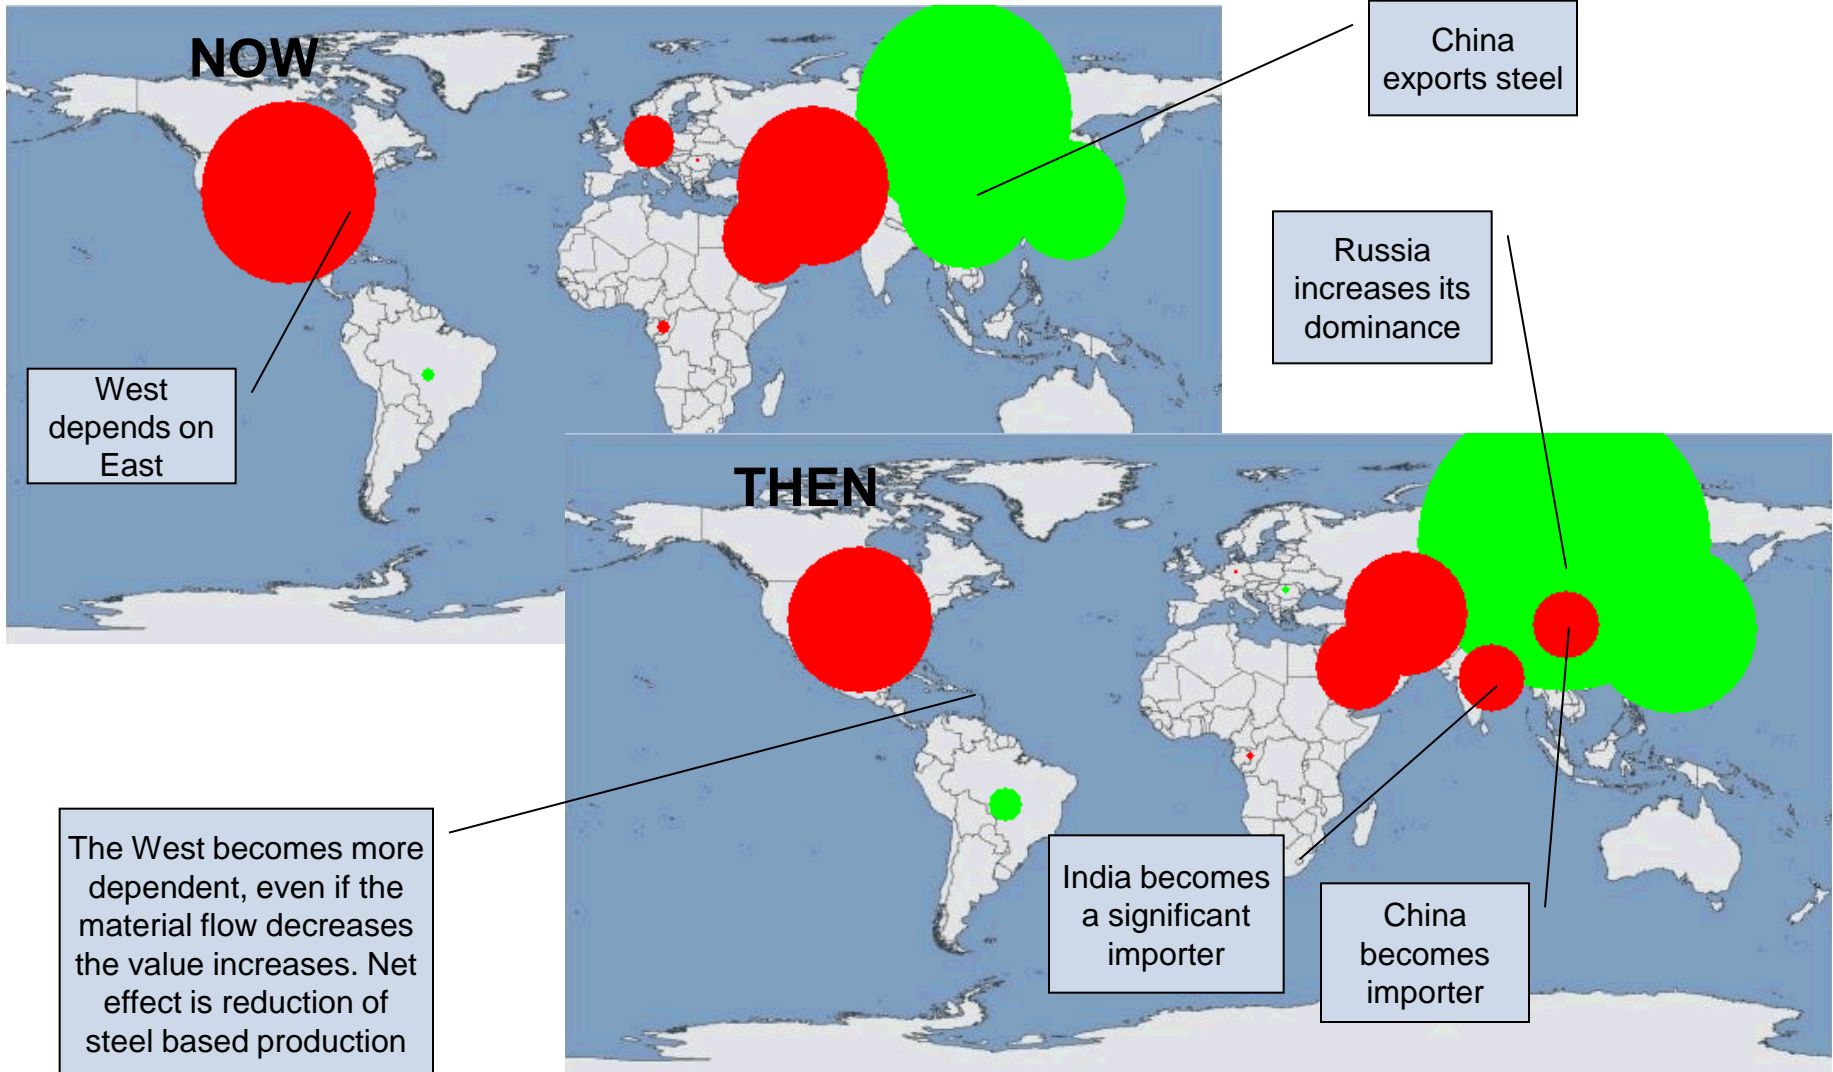 NOW
China
exports steel
West
depends on
East
Russia
increases its
dominance
THEN
The West becomes more
dependent, even if the
material flow decreases
the value increases. Net
effect is reduction of
steel based production
India becomes
a significant
importer
China
becomes
importer